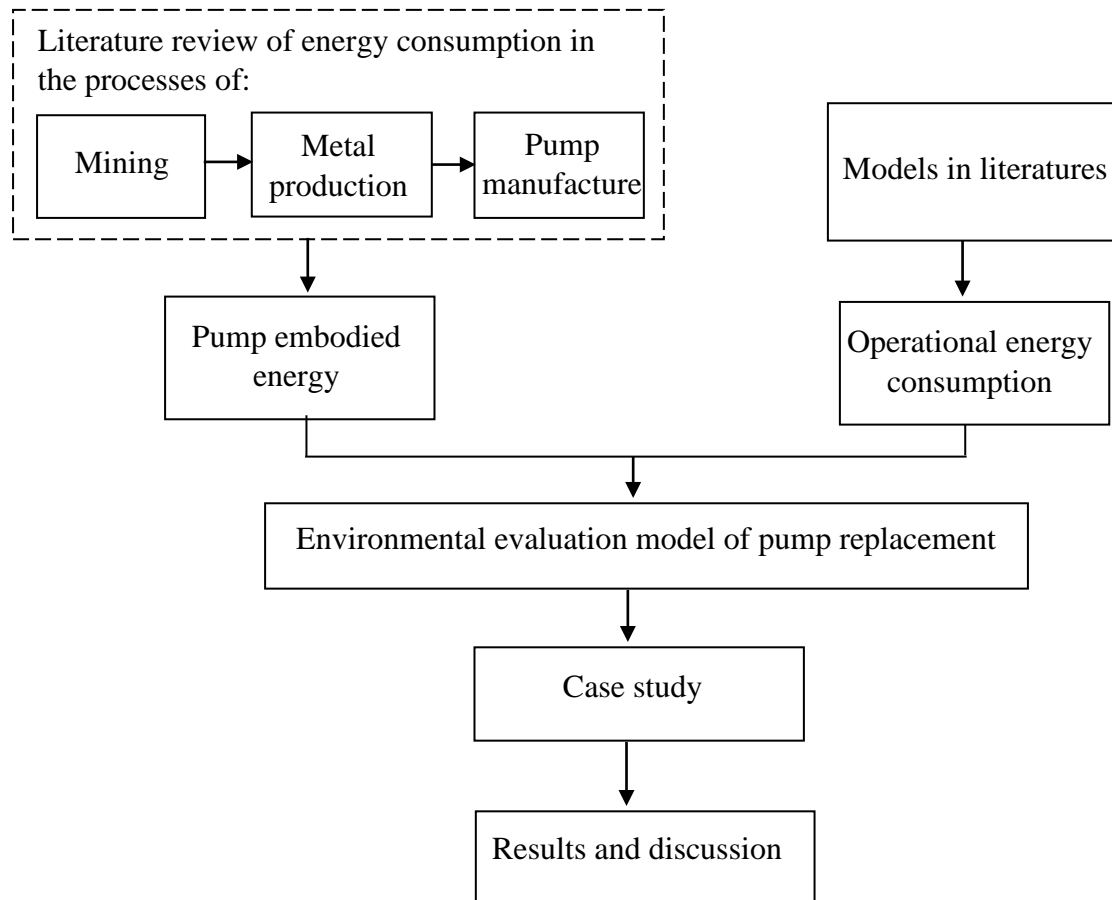 Literature review of energy consumption in
the processes of:
Mining
Metal
production
Pump
manufacture
Models in literatures
Pump embodied
energy
Operational energy
consumption
Environmental evaluation model of pump replacement
Case study
Results and discussion